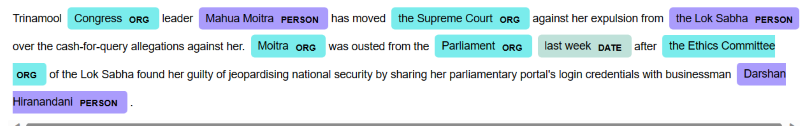 Trinamool Congress ORG leader Mahua Moitra PERSON has moved the Supreme Court ORG against her expulsion from the Lok Sabha PERSON
over the cash-for-query allegations against her. Moitra ORG was ousted from the Parliament ORG last week DATE after the Ethics Committee
ORG of the Lok Sabha found her guilty of jeopardising national security by sharing her parliamentary portal's login credentials with businessman Darshan
Hiranandani PERSON .